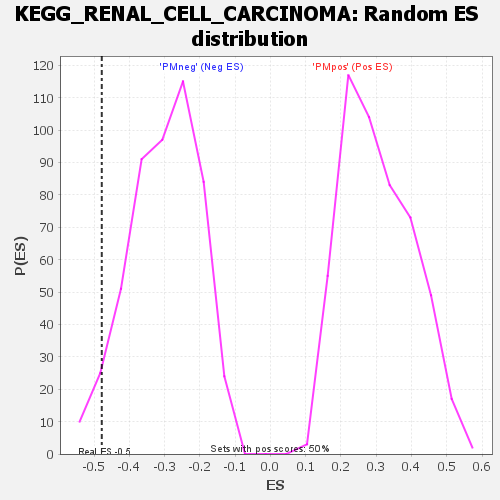 KEGG_RENAL_CELL_CARCINOMA: Random ES
distribution
'PMneg' (Neg ES)
'PMpos' (Pos ES)
P(ES)
120
110
100
90
80
70
60
50
40
30
20
10
0
Real ES -0.5
Sets with pos scores: 50%
-0.5 -0.4 -0.3 -0.2 -0.1 0.0 0.1 0.2 0.3 0.4 0.5 0.6
ES